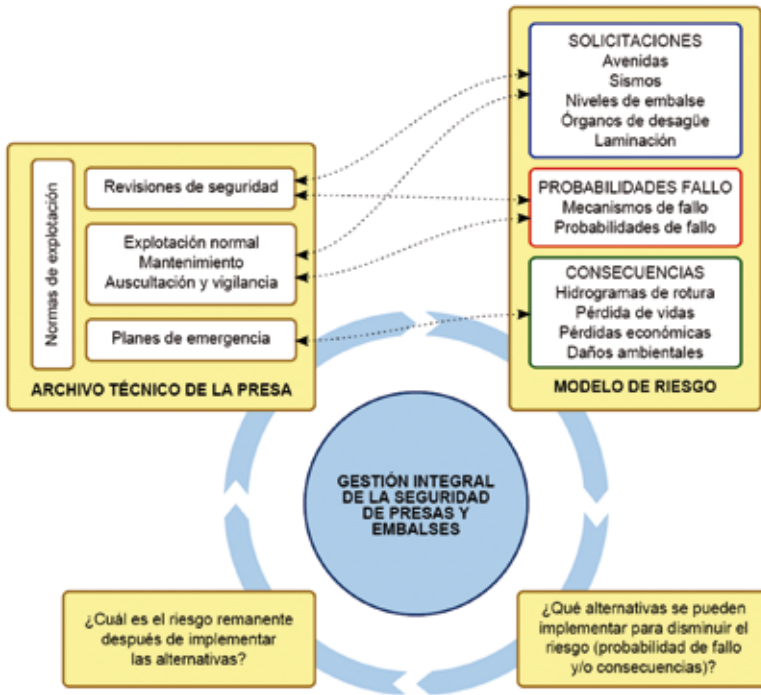 SOLICITACIONES
Avenidas
Sismos
Niveles de embalse
Órganos de desagüe
Laminación
PROBABILIDADES FALLO
Mecanismos de fallo
Probabilidades de fallo
CONSECUENCIAS
Hidrogramas de rotura
Pérdida de vidas
Pérdidas económicas
Daños ambientales
MODELO DE RIESGO
Normas de explotación
Revisiones de seguridad
Explotación normal
Mantenimiento
Auscultación y vigilancia
Planes de emergencia
ARCHIVO TÉCNICO DE LA PRESA
GESTIÓN INTEGRAL
DE LA SEGURIDAD
DE PRESAS Y
EMBALSES
¿Cuál es el riesgo remanente
después de implementar
las alternativas?
¿Qué alternativas se pueden
implementar para disminuir el
riesgo (probabilidad de fallo
y/o consecuencias)?